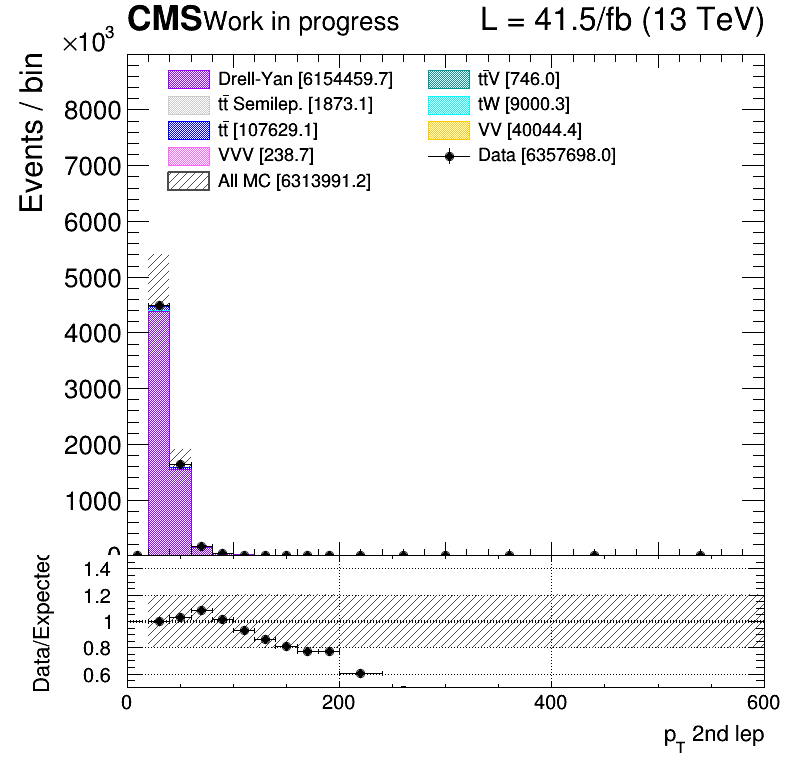 CMS Work in progress L = 41.5/fb (13 TeV)
×10³
Events / bin
Drell-Yan [6154459.7]
tt̄ Semilep. [1873.1]
tt̄ [107629.1]
VVV [238.7]
All MC [6313991.2]
tt̄V [746.0]
tW [9000.3]
VV [40044.4]
Data [6357698.0]
8000
7000
6000
5000
4000
3000
2000
1000
0
Data/Expected
1.4
1.2
1
0.8
0.6
0 200 400 600
p_T 2nd lep